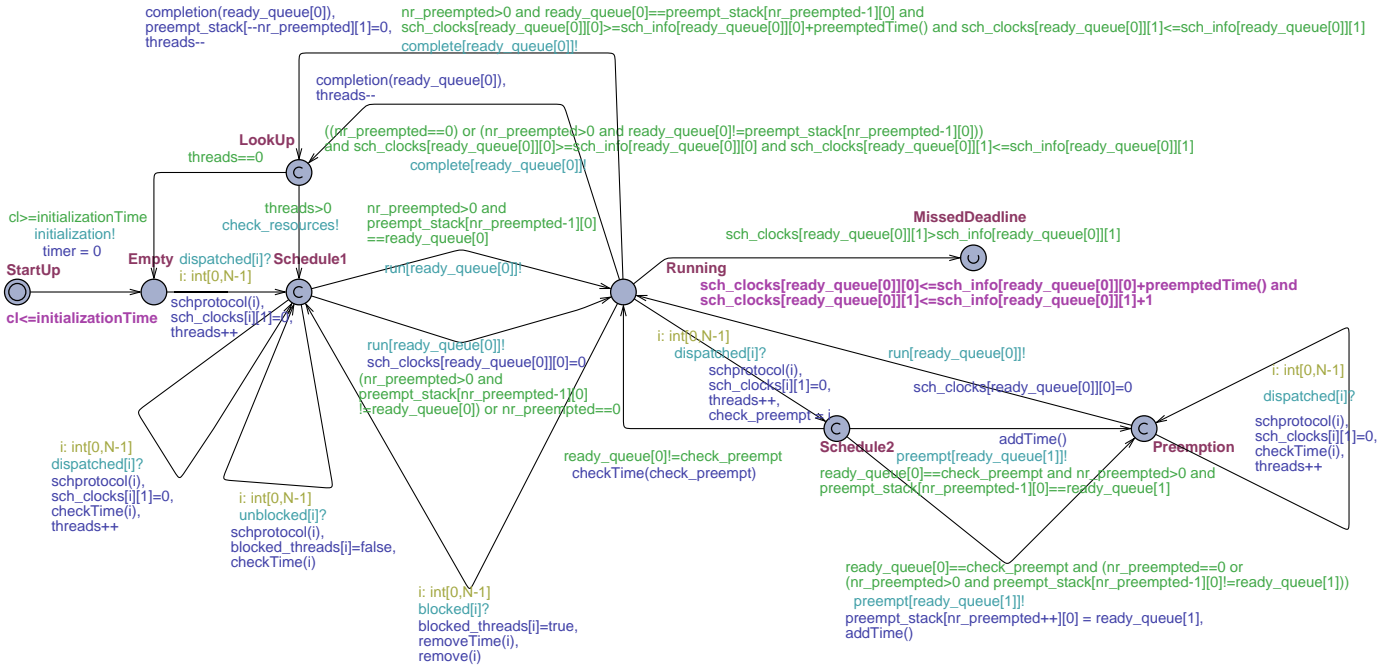 completion(ready_queue[0]),
preempt_stack[--nr_preempted][1]=0,
threads--
nr_preempted>0 and ready_queue[0]==preempt_stack[nr_preempted-1][0] and
sch_clocks[ready_queue[0]][0]>=sch_info[ready_queue[0]][0]+preemptedTime() and sch_clocks[ready_queue[0]][1]<=sch_info[ready_queue[0]][1]
complete[ready_queue[0]]!
completion(ready_queue[0]),
threads--
((nr_preempted==0) or (nr_preempted>0 and ready_queue[0]!=preempt_stack[nr_preempted-1][0]))
and sch_clocks[ready_queue[0]][0]>=sch_info[ready_queue[0]][0] and sch_clocks[ready_queue[0]][1]<=sch_info[ready_queue[0]][1]
complete[ready_queue[0]]!
LookUp
threads==0
C
threads>0
check_resources!
nr_preempted>0 and
preempt_stack[nr_preempted-1][0]
==ready_queue[0]
run[ready_queue[0]]!
cl>=initializationTime
initialization!
timer = 0
StartUp
cl<=initializationTime
Empty
dispatched[i]?
i: int[0,N-1]
schprotocol(i),
sch_clocks[i][1]=0,
threads++
Schedule1
C
run[ready_queue[0]]!
sch_clocks[ready_queue[0]][0]=0
(nr_preempted>0 and
preempt_stack[nr_preempted-1][0]
!=ready_queue[0]) or nr_preempted==0
MissedDeadline
sch_clocks[ready_queue[0]][1]>sch_info[ready_queue[0]][1]
U
Running
sch_clocks[ready_queue[0]][0]<=sch_info[ready_queue[0]][0]+preemptedTime() and
sch_clocks[ready_queue[0]][1]<=sch_info[ready_queue[0]][1]+1
i: int[0,N-1]
dispatched[i]?
schprotocol(i),
sch_clocks[i][1]=0,
threads++,
check_preempt = i
run[ready_queue[0]]!
sch_clocks[ready_queue[0]][0]=0
i: int[0,N-1]
dispatched[i]?
schprotocol(i),
sch_clocks[i][1]=0,
checkTime(i),
threads++
C
Schedule2
C
Preemption
addTime()
preempt[ready_queue[1]]!
ready_queue[0]==check_preempt and nr_preempted>0 and
preempt_stack[nr_preempted-1][0]==ready_queue[1]
ready_queue[0]!=check_preempt
checkTime(check_preempt)
i: int[0,N-1]
dispatched[i]?
schprotocol(i),
sch_clocks[i][1]=0,
checkTime(i),
threads++
i: int[0,N-1]
unblocked[i]?
schprotocol(i),
blocked_threads[i]=false,
checkTime(i)
i: int[0,N-1]
blocked[i]?
blocked_threads[i]=true,
removeTime(i),
remove(i)
ready_queue[0]==check_preempt and (nr_preempted==0 or
(nr_preempted>0 and preempt_stack[nr_preempted-1][0]!=ready_queue[1]))
preempt[ready_queue[1]]!
preempt_stack[nr_preempted++][0] = ready_queue[1],
addTime()